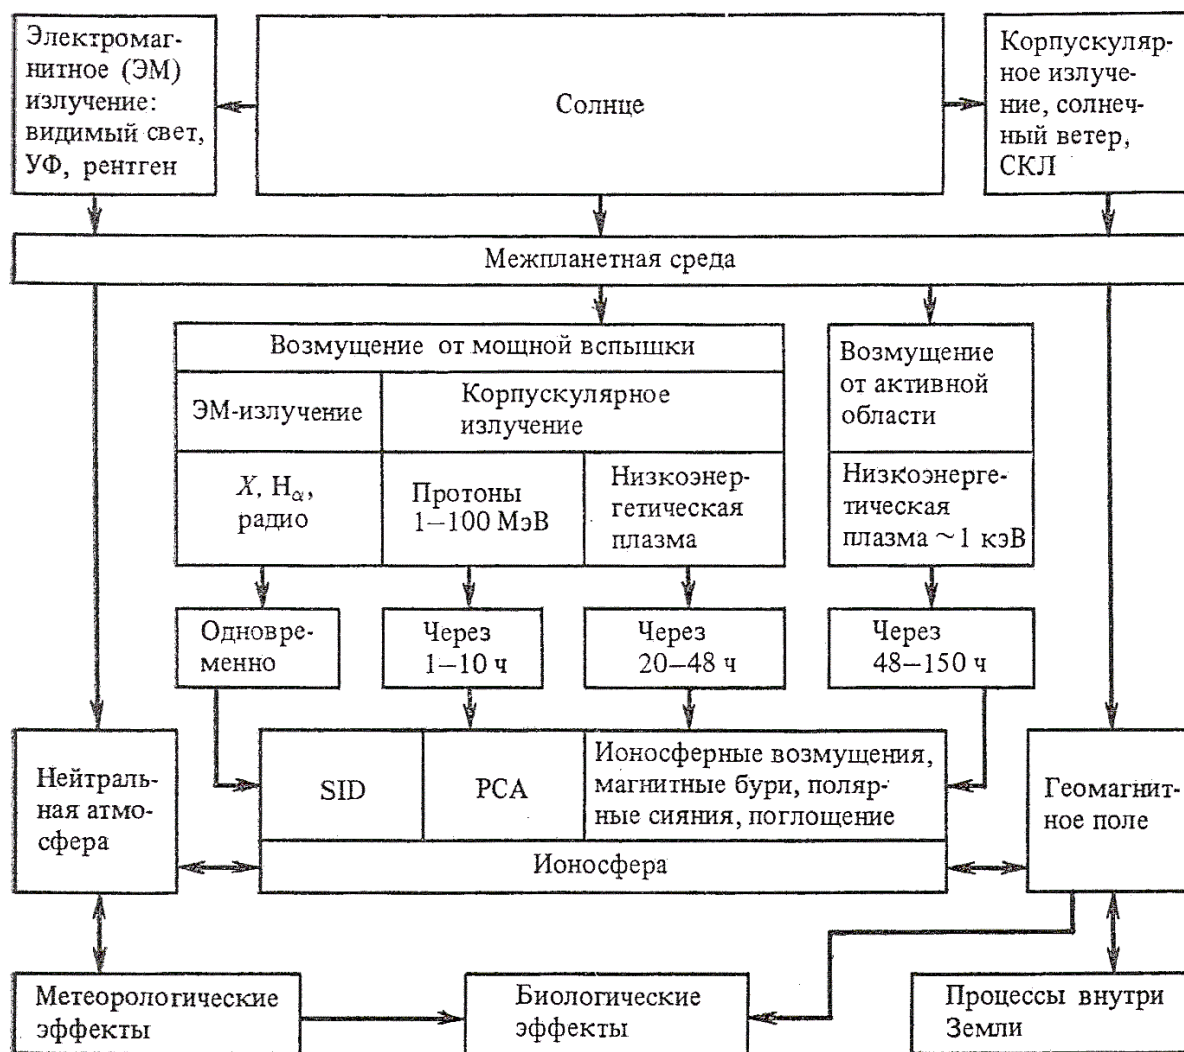 Электромаг-
нитное (ЭМ)
излучение:
видимый свет,
УФ, рентген
Солнце
Корпускуляр-
ное излуче-
ние, солнеч-
ный ветер,
СКЛ
Межпланетная среда
Возмущение от мощной вспышки
ЭМ-излучение
Корпускулярное
излучение
X, Hα,
радио
Протоны
1–100 МэВ
Низкоэнер-
гетическая
плазма
Возмущение
от активной
области
Низкоэнерге-
тическая
плазма ~ 1 кэВ
Одновре-
менно
Через
1–10 ч
Через
20–48 ч
Через
48–150 ч
Нейтраль-
ная атмо-
сфера
SID
PCA
Ионосферные возмущения,
магнитные бури, поляр-
ные сияния, поглощение
Ионосфера
Геомагнит-
ное поле
Метеорологические
эффекты
Биологические
эффекты
Процессы внутри
Земли